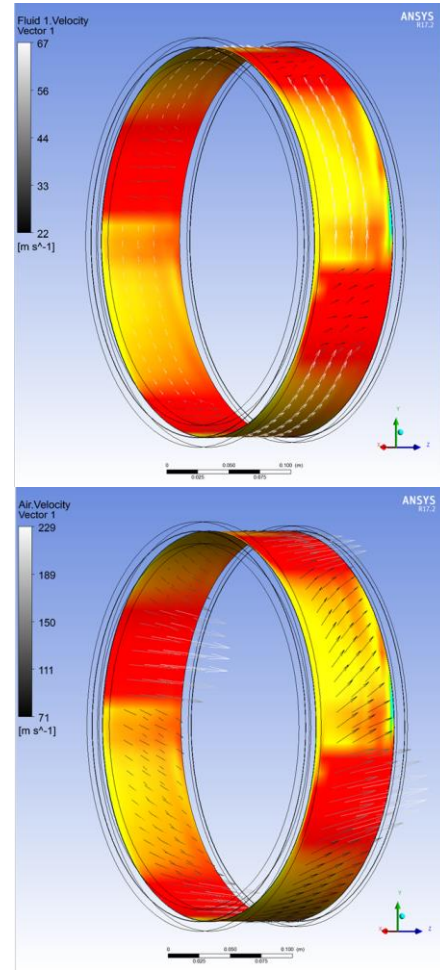 Fluid 1.Velocity
Vector 1
ANSYS
R17.2
67
56
44
33
22
[m s^-1]
Y
X
Z
0
0.050
0.100 (m)
0.025
0.075
Air.Velocity
Vector 1
ANSYS
R17.2
229
189
150
111
71
[m s^-1]
Y
X
Z
0
0.050
0.100 (m)
0.025
0.075